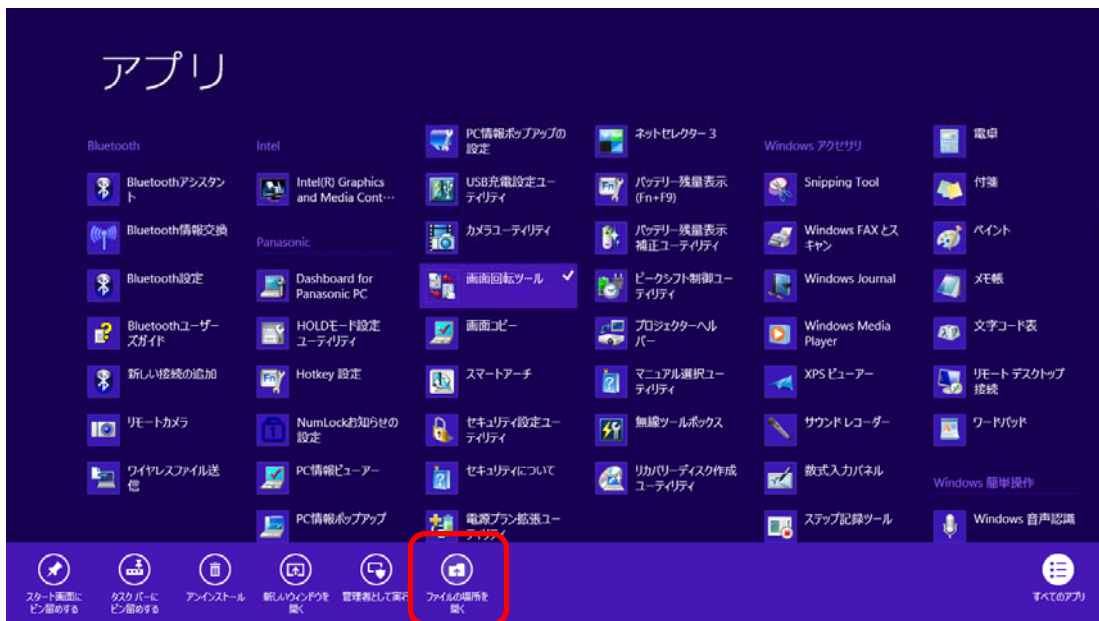 アプリ
Bluetooth
Bluetoothアシスタン
ト
Bluetooth情報交換
Bluetooth設定
Bluetoothユーザー
ズガイド
新しい接続の追加
リモートカメラ
ワイヤレスファイル送
信
Intel
Intel(R) Graphics
and Media Cont…
Panasonic
Dashboard for
Panasonic PC
HOLDモード設定
ユーティリティ
Hotkey 設定
NumLockお知らせの
設定
PC情報ビューアー
PC情報ポップアップ
PC情報ポップアップの
設定
USB充電設定ユー
ティリティ
カメラユーティリティ
画面回転ツール
画面コピー
スマートアーチ
セキュリティ設定ユー
ティリティ
セキュリティについて
電源プラン拡張ユー
ティリティ
ネットセレクター 3
バッテリー残量表示
(Fn+F9)
バッテリー残量表示
補正ユーティリティ
ピークシフト制御ユー
ティリティ
プロジェクターヘル
パー
マニュアル選択ユー
ティリティ
無線ツールボックス
リカバリーディスク作成
ユーティリティ
Windows アクセサリ
Snipping Tool
Windows FAX とス
キャン
Windows Journal
Windows Media
Player
XPS ビューアー
サウンド レコーダー
数式入力パネル
ステップ記録ツール
電卓
付箋
ペイント
メモ帳
文字コード表
リモート デスクトップ
接続
ワードパッド
Windows 簡単操作
Windows 音声認識
スタート画面に
ピン留めする
タスク バーに
ピン留めする
アンインストール
新しいウィンドウを
開く
管理者として実行
ファイルの場所を
開く
すべてのアプリ